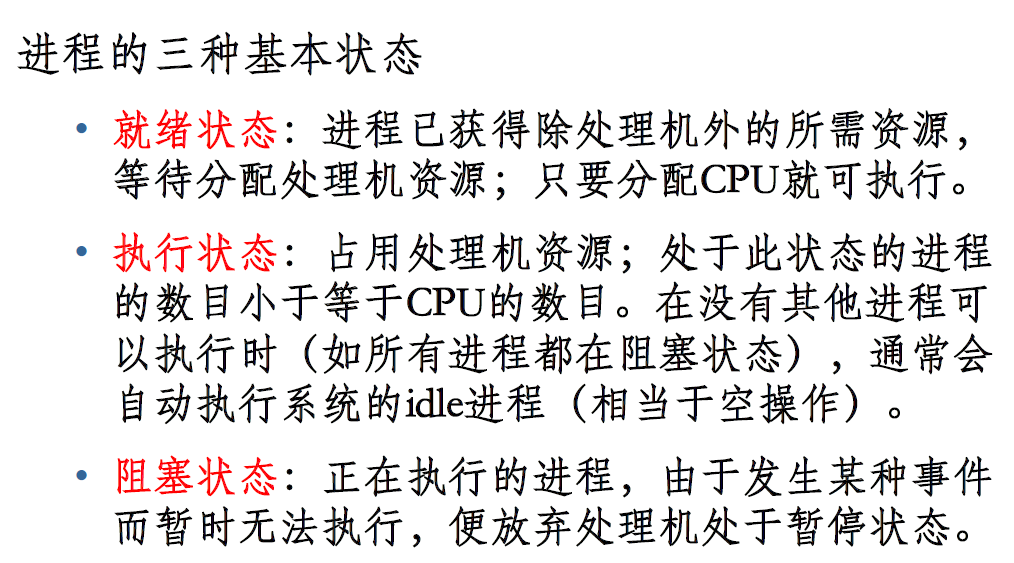 进程的三种基本状态
• 就绪状态：进程已获得除处理机外的所需资源，
等待分配处理机资源；只要分配CPU就可执行。
• 执行状态：占用处理机资源；处于此状态的进程
的数目小于等于CPU的数目。在没有其他进程可
以执行时（如所有进程都在阻塞状态），通常会
自动执行系统的idle进程（相当于空操作）。
• 阻塞状态：正在执行的进程，由于发生某种事件
而暂时无法执行，便放弃处理机处于暂停状态。